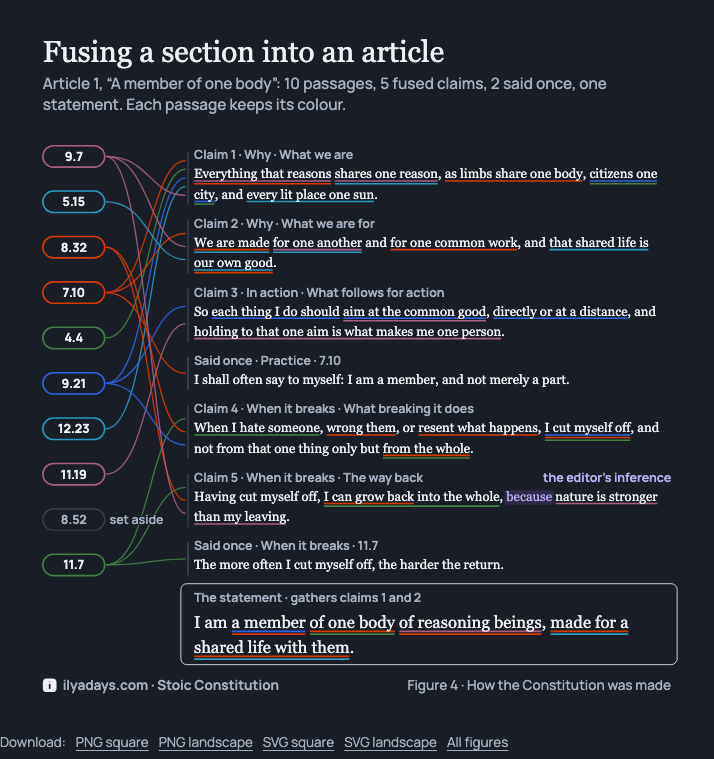 Fusing a section into an article
Article 1, “A member of one body”: 10 passages, 5 fused claims, 2 said once, one
statement. Each passage keeps its colour.
9.7
5.15
8.32
7.10
4.4
9.21
12.23
11.19
8.52 set aside
11.7
Claim 1 · Why · What we are
Everything that reasons shares one reason, as limbs share one body, citizens one
city, and every lit place one sun.
Claim 2 · Why · What we are for
We are made for one another and for one common work, and that shared life is
our own good.
Claim 3 · In action · What follows for action
So each thing I do should aim at the common good, directly or at a distance, and
holding to that one aim is what makes me one person.
Said once · Practice · 7.10
I shall often say to myself: I am a member, and not merely a part.
Claim 4 · When it breaks · What breaking it does
When I hate someone, wrong them, or resent what happens, I cut myself off, and
not from that one thing only but from the whole.
Claim 5 · When it breaks · The way back
the editor’s inference
Having cut myself off, I can grow back into the whole, because nature is stronger
than my leaving.
Said once · When it breaks · 11.7
The more often I cut myself off, the harder the return.
The statement · gathers claims 1 and 2
I am a member of one body of reasoning beings, made for a
shared life with them.
ilyadays.com · Stoic Constitution
Figure 4 · How the Constitution was made
Download: PNG square PNG landscape SVG square SVG landscape All figures